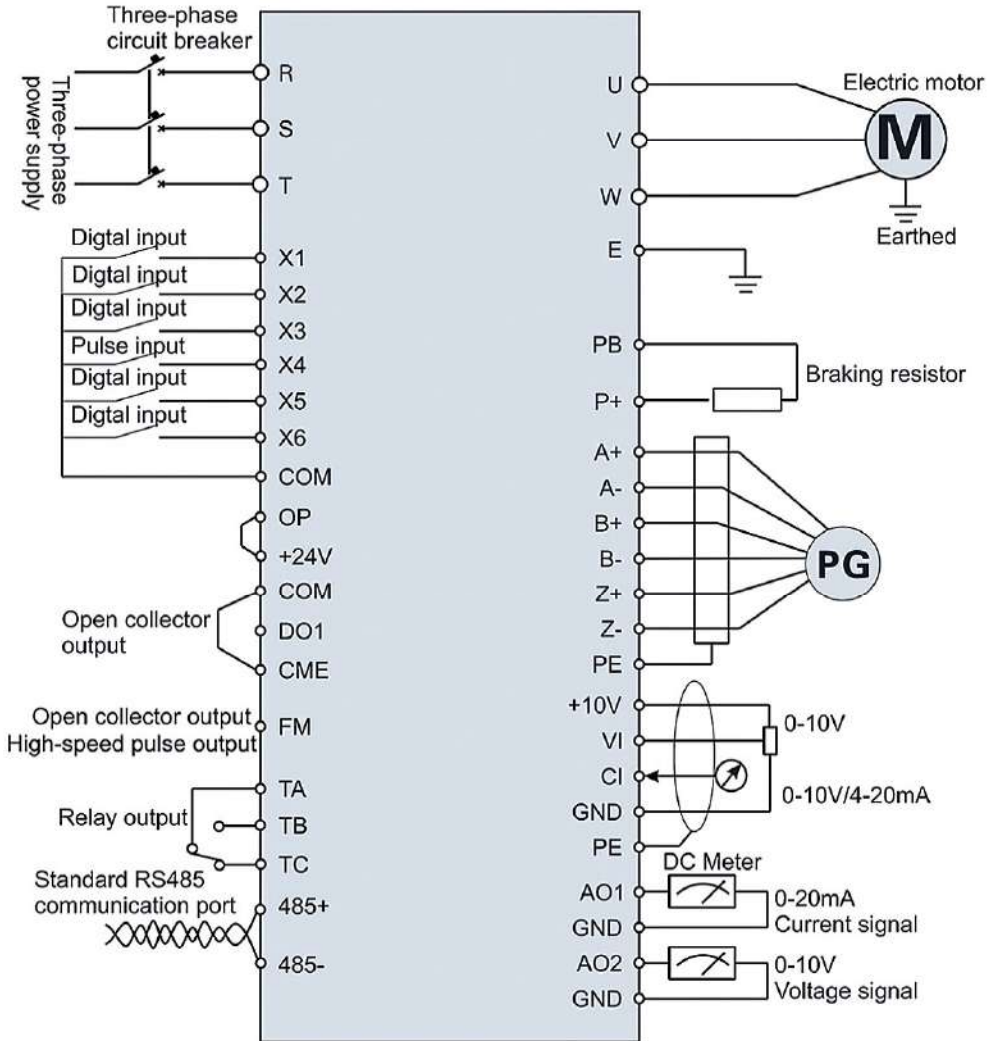 Three-phase
circuit breaker
Three-phase
power supply
R
S
T
Digtal input
X1
Digtal input
X2
Digtal input
X3
Pulse input
X4
Digtal input
X5
Digtal input
X6
COM
OP
+24V
COM
Open collector
output
DO1
CME
Open collector output
High-speed pulse output
FM
TA
Relay output
TB
TC
Standard RS485
communication port
485+
485-
U
V
W
Electric motor
M
Earthed
E
PB
Braking resistor
P+
A+
A-
B+
B-
Z+
Z-
PG
PE
+10V
0-10V
VI
CI
0-10V/4-20mA
GND
PE
DC Meter
AO1
0-20mA
Current signal
GND
AO2
0-10V
Voltage signal
GND